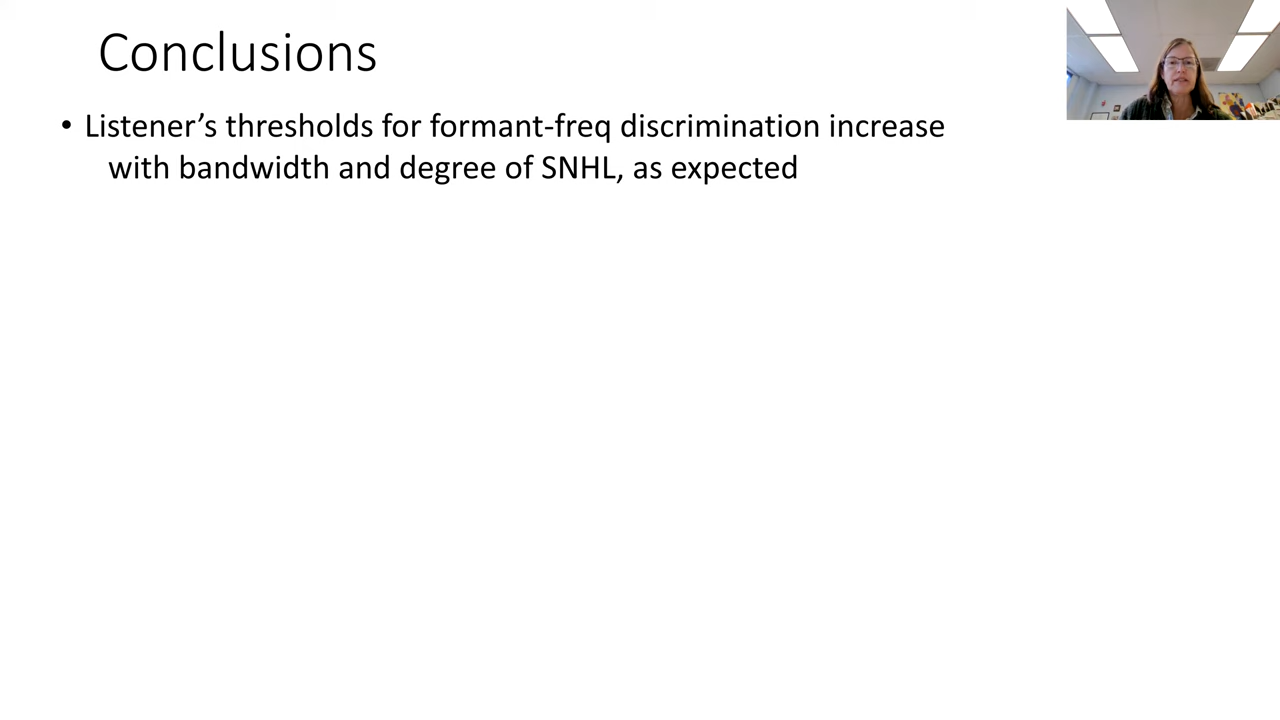 Conclusions
• Listener’s thresholds for formant-freq discrimination increase
with bandwidth and degree of SNHL, as expected